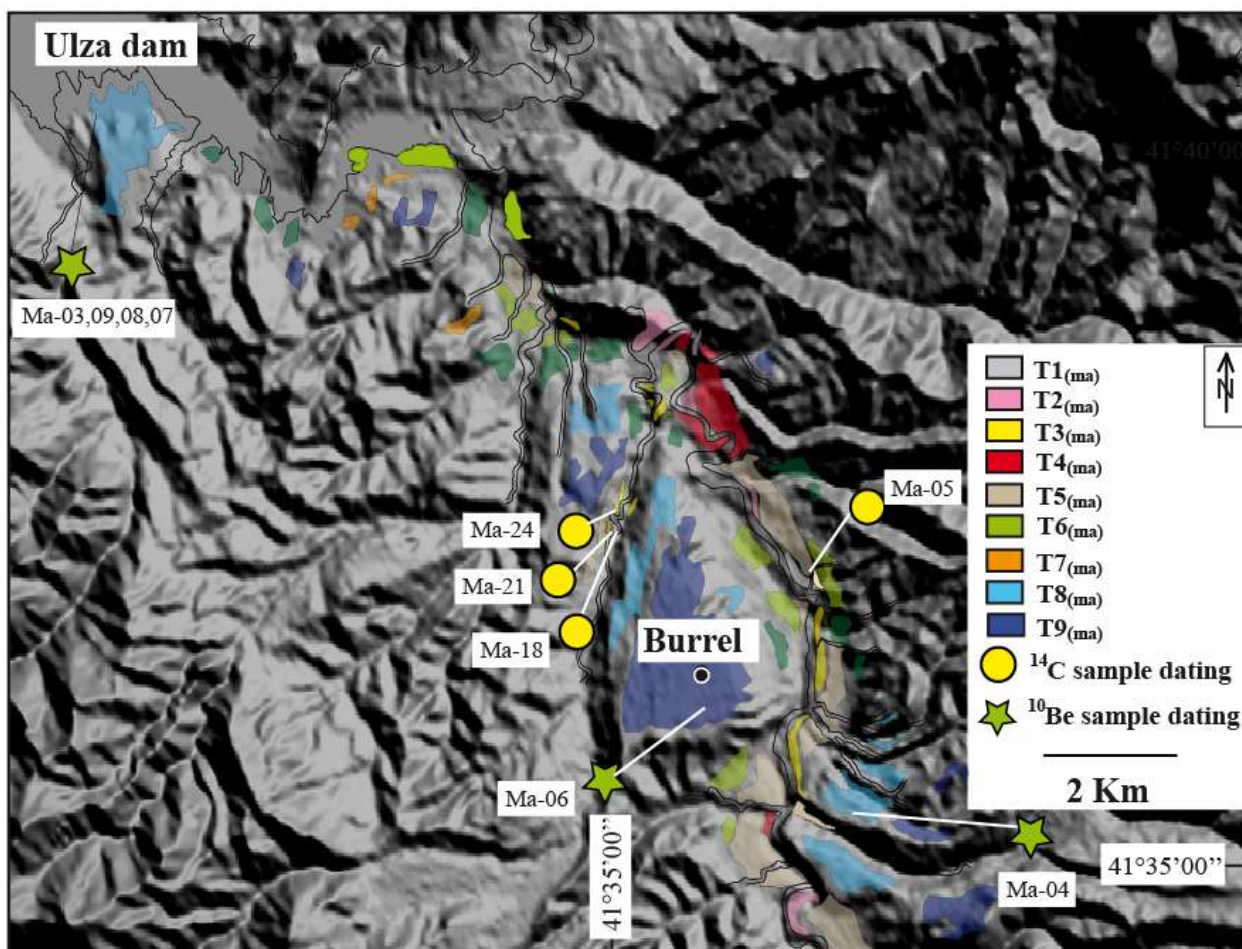 Ulza dam
41°40'00
Ma-03,09,08,07
N
T1(ma)
T2(ma)
T3(ma)
T4(ma)
T5(ma)
T6(ma)
T7(ma)
T8(ma)
T9(ma)
14C sample dating
10Be sample dating
2 Km
Ma-05
Ma-24
Ma-21
Ma-18
Burrel
Ma-06
41°35'00”
Ma-04
41°35'00”